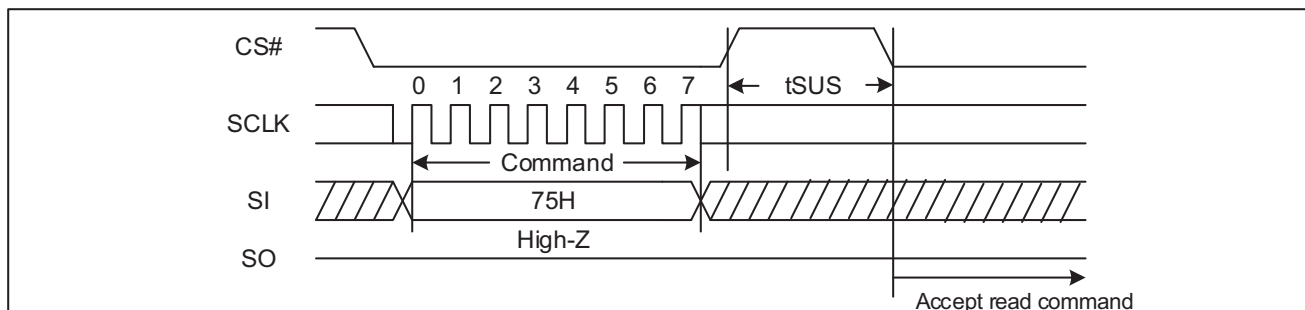 CS#
0 1 2 3 4 5 6 7
tSUS
SCLK
Command
SI
75H
High-Z
SO
Accept read command